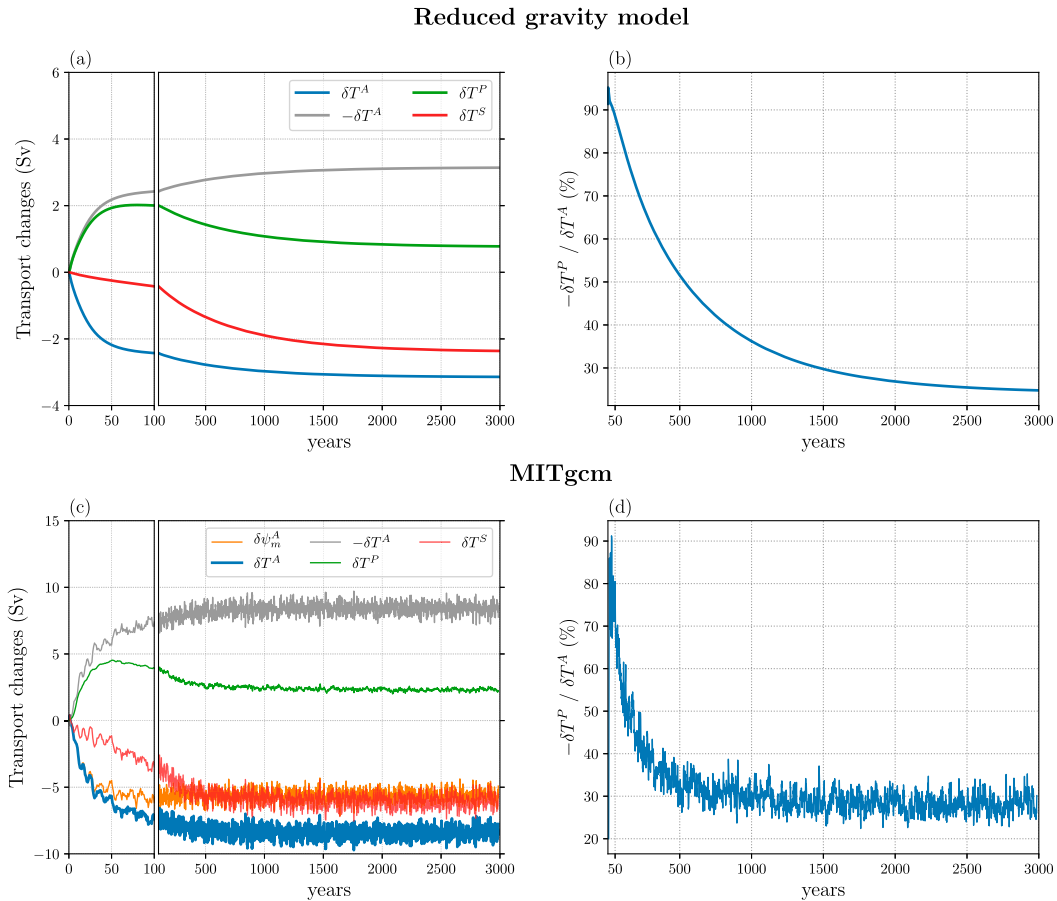 Reduced gravity model
(a)
δT^A
−δT^A
δT^P
δT^S
Transport changes (Sv)
6
4
2
0
−2
−4
0 50 100 500 1000 1500 2000 2500 3000
years
(b)
−δT^P / δT^A (%)
90
80
70
60
50
40
30
50 500 1000 1500 2000 2500 3000
years
MITgcm
(c)
δψ_m^A
δT^A
−δT^A
δT^P
δT^S
Transport changes (Sv)
15
10
5
0
−5
−10
0 50 100 500 1000 1500 2000 2500 3000
years
(d)
−δT^P / δT^A (%)
90
80
70
60
50
40
30
20
50 500 1000 1500 2000 2500 3000
years